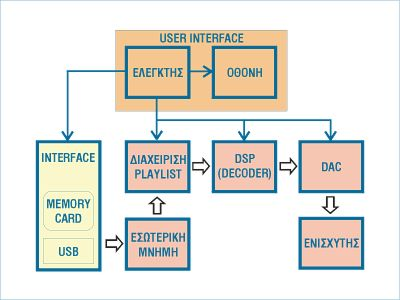 USER INTERFACE
ΕΛΕΓΚΤΗΣ
ΟΘΟΝΗ
INTERFACE
MEMORY
CARD
USB
ΔΙΑΧΕΙΡΙΣΗ
PLAYLIST
DSP
(DECODER)
DAC
ΕΣΩΤΕΡΙΚΗ
ΜΝΗΜΗ
ΕΝΙΣΧΥΤΗΣ